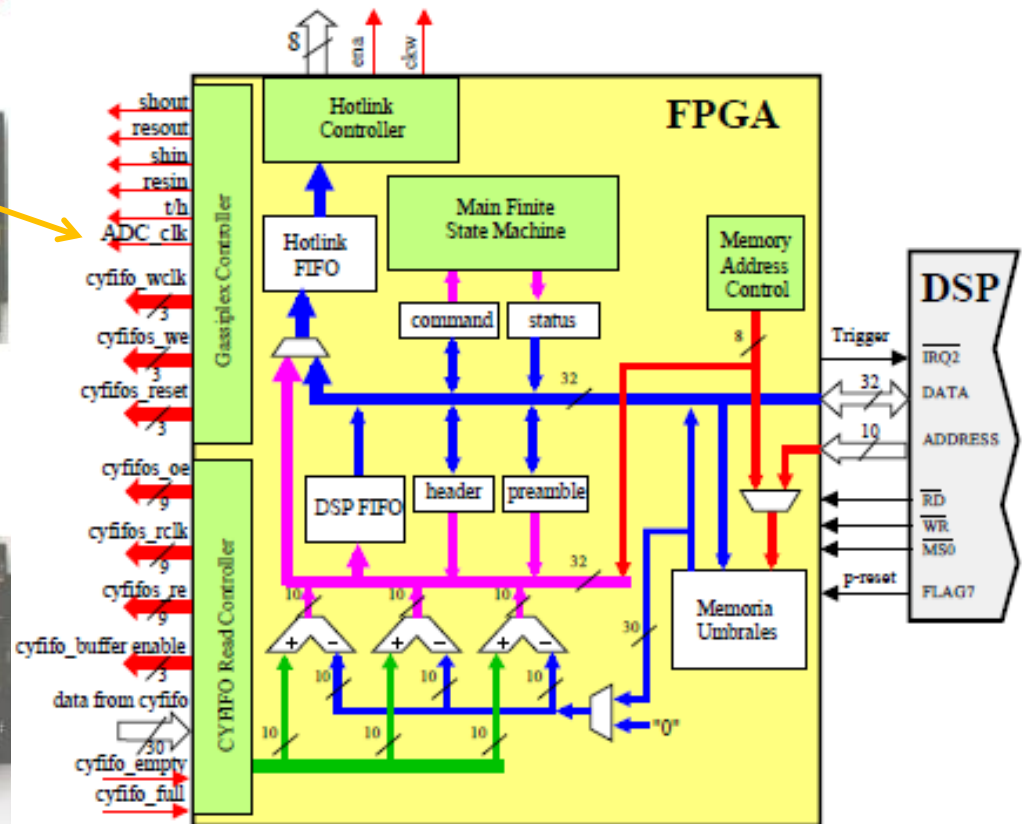 8
ena
ckw
Hotlink
Controller
FPGA
shout
resout
shin
resin
t/h
ADC_clk
cyfifo_wclk
3
cyfifos_we
3
cyfifos_reset
3
Gassiplex Controller
Hotlink
FIFO
Main Finite
State Machine
command
status
Memory
Address
Control
8
32
DSP
Trigger
IRQ2
32
DATA
10
ADDRESS
RD
WR
MS0
p-reset
FLAG7
cyfifos_oe
9
cyfifos_rclk
9
cyfifos_re
9
cyfifo_buffer enable
3
data from cyfifo
30
cyfifo_empty
cyfifo_full
CYFIFO Read Controller
DSP FIFO
header
preamble
32
10
10
10
+ −
+ −
+ −
10
10
10
10
10
10
30
"0"
Memoria
Umbrales